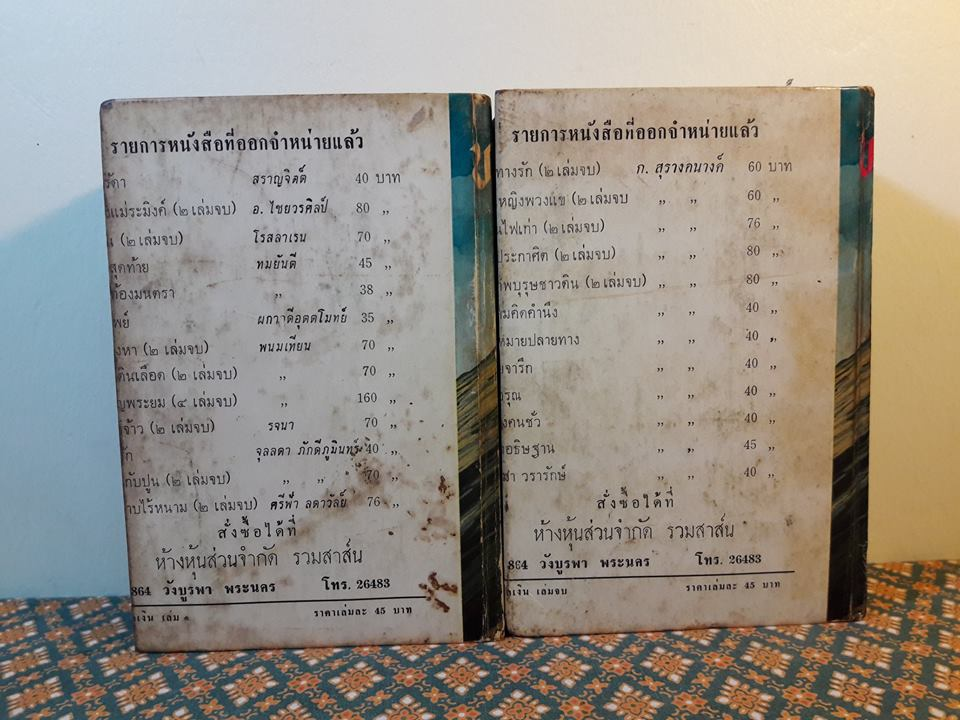 รายการหนังสือที่ออกจำหน่ายแล้ว
สราญจิตต์ 40 บาท
แม่ระมิงค์ (๒ เล่มจบ) อ. ไชยวรศิลป์ 80 „
(๒ เล่มจบ) โรสลาเรน 70 „
สุดท้าย ทมยันตี 45 „
ห้องมนตรา „ 38 „
ผกาวดีอุตตโมทย์ 35 „
(๒ เล่มจบ) พนมเทียน 70 „
ดินเลือด (๒ เล่มจบ) „ 70 „
พระยม (๔ เล่มจบ) „ 160 „
(๒ เล่มจบ) รจนา 70 „
จุลลดา ภักดีภูมินทร์ 40 „
กับปูน (๒ เล่มจบ) „ „ 70 „
าบไร้หนาม (๒ เล่มจบ) ศรีฟ้า ลดาวัลย์ 76 „
สั่งซื้อได้ที่
ห้างหุ้นส่วนจำกัด รวมสาส์น
864 วังบูรพา พระนคร โทร. 26483
เงิน เล่ม ๑ ราคาเล่มละ 45 บาท
รายการหนังสือที่ออกจำหน่ายแล้ว
ทางรัก (๒ เล่มจบ) ก. สุรางคนางค์ 60 บาท
หญิงพวงแข (๒ เล่มจบ „ „ 60 „
ไฟเก่า (๒ เล่มจบ) „ „ 76 „
ประกาศิต (๒ เล่มจบ) „ „ 80 „
ทพบุรุษชาวดิน (๒ เล่มจบ) „ „ 80 „
มคิดคำนึง „ „ 40 „
หมายปลายทาง „ „ 40 „
จารึก „ „ 40 „
รุณ „ „ 40 „
งคนชั่ว „ „ 40 „
อธิษฐาน „ „ 45 „
วรารักษ์ „ „ 40 „
สั่งซื้อได้ที่
ห้างหุ้นส่วนจำกัด รวมสาส์น
864 วังบูรพา พระนคร โทร. 26483
เงิน เล่มจบ ราคาเล่มละ 45 บาท